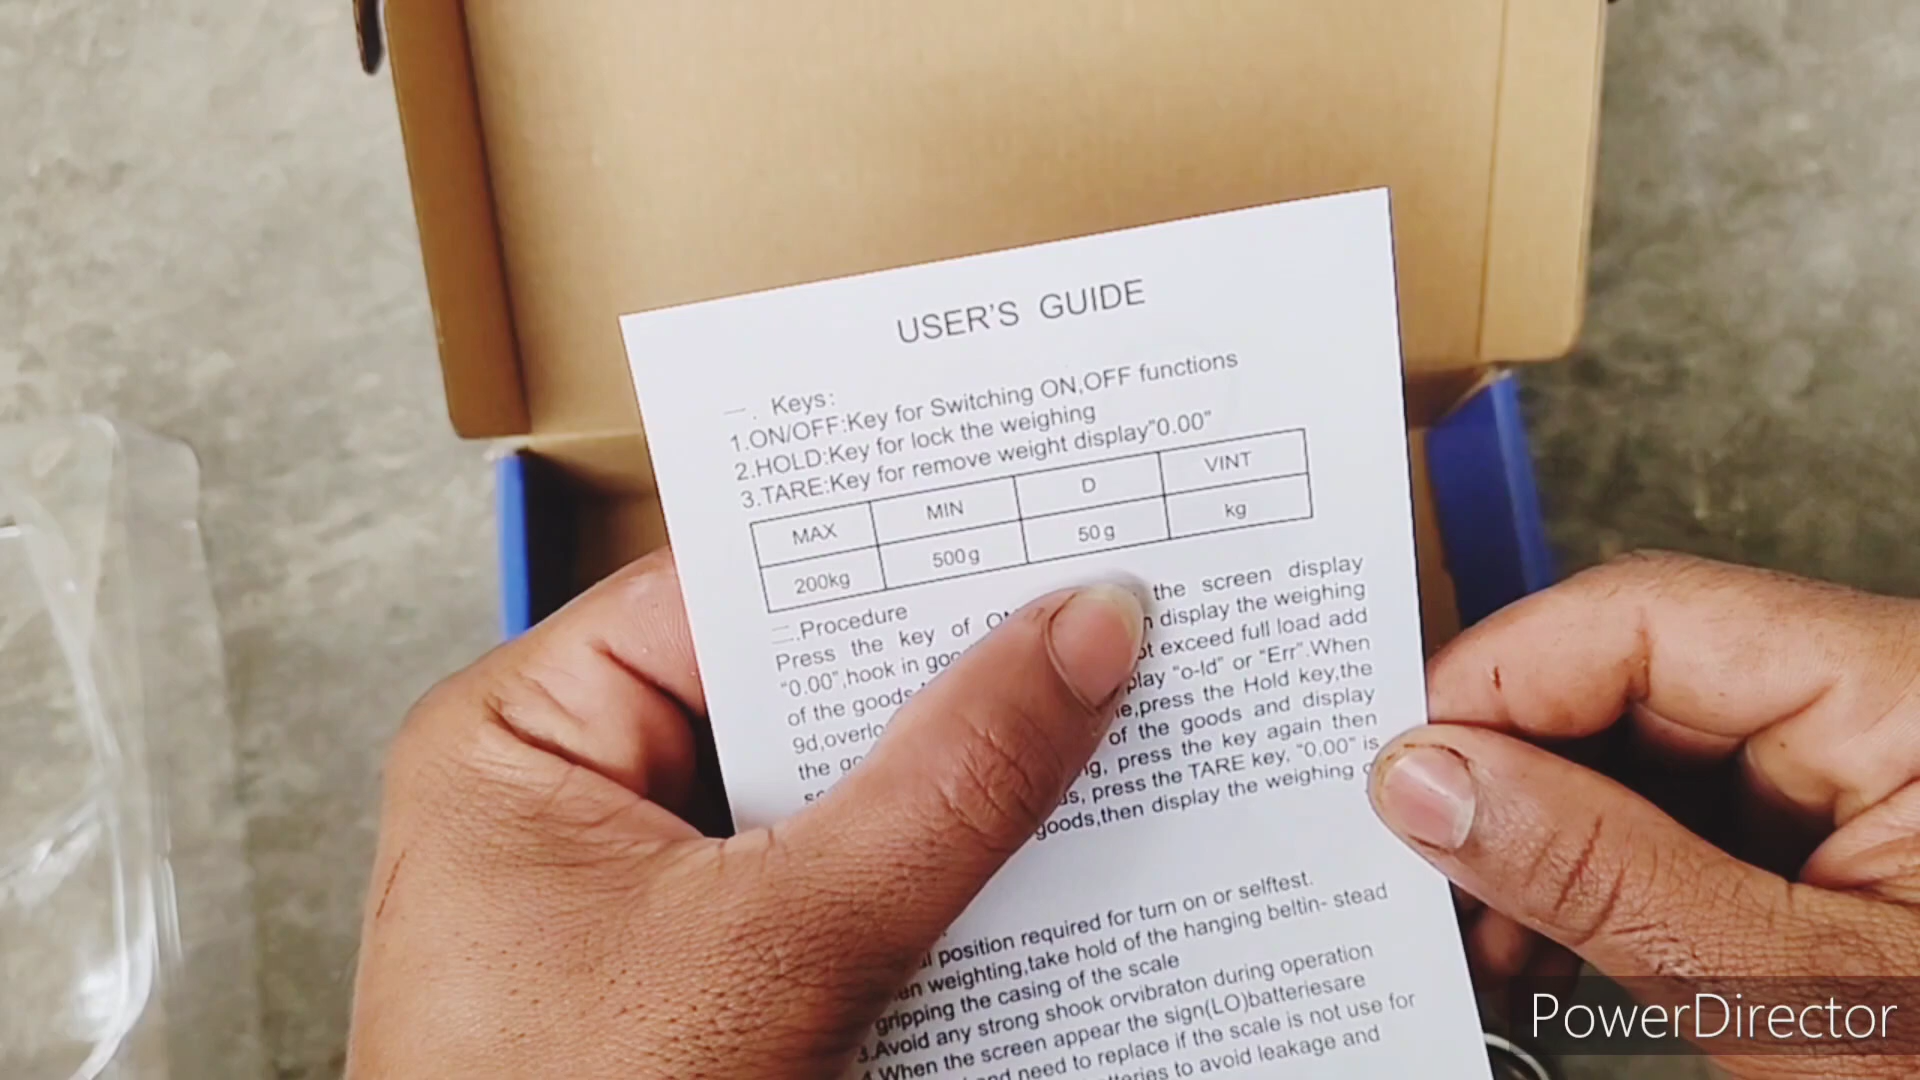 USER'S GUIDE
一. Keys:
1.ON/OFF:Key for Switching ON,OFF functions
2.HOLD:Key for lock the weighing
3.TARE:Key for remove weight display"0.00"
MAX MIN D VINT
200kg 500g 50g kg
二.Procedure
Press the key of the screen display
"0.00",hook in display the weighing
of the goods exceed full load add
9d, "o-ld" or "Err".When
the press the Hold key,the
of the goods and display
press the key again then
press the TARE key, "0.00" is
goods,then display the weighing
position required for turn on or selftest.
weighting,take hold of the hanging beltin- stead
gripping the casing of the scale
3.Avoid any strong shook orvibraton during operation
4.When the screen appear the sign(LO)batteriesare
need to replace if the scale is not use for
to avoid leakage and
PowerDirector